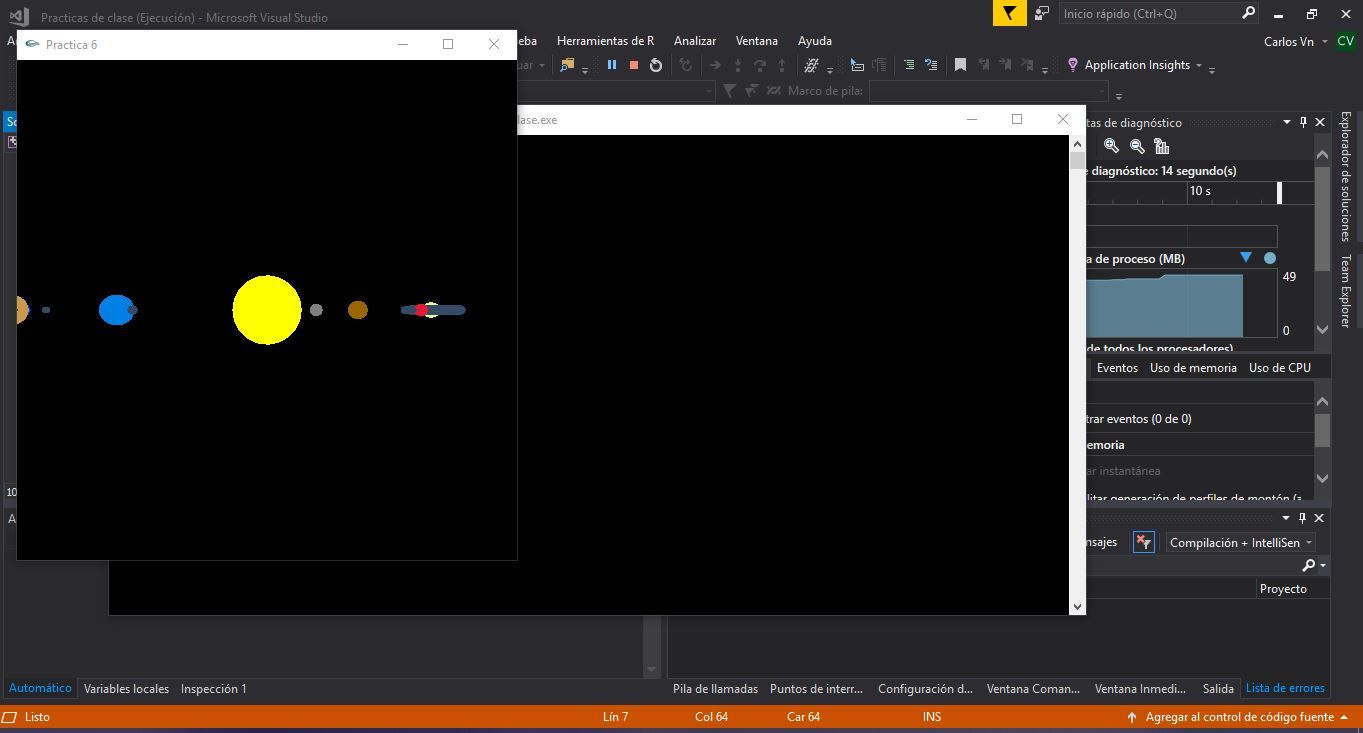 Practicas de clase (Ejecución) - Microsoft Visual Studio
Inicio rápido (Ctrl+Q)
Practica 6
Herramientas de R Analizar Ventana Ayuda
Carlos Vn CV
Application Insights
Marco de pila:
lase.exe
tas de diagnóstico
Explorador de soluciones
Team Explorer
e diagnóstico: 14 segundo(s)
10 s
a de proceso (MB)
49
0
de todos los procesadores)
Eventos Uso de memoria Uso de CPU
trar eventos (0 de 0)
emoria
ar instantánea
litar generación de perfiles de montón (a
10
nsajes
Compilación + IntelliSen
Proyecto
Automático Variables locales Inspección 1
Pila de llamadas Puntos de interr... Configuración d... Ventana Coman... Ventana Inmedi... Salida Lista de errores
Listo Lín 7 Col 64 Car 64 INS Agregar al control de código fuente